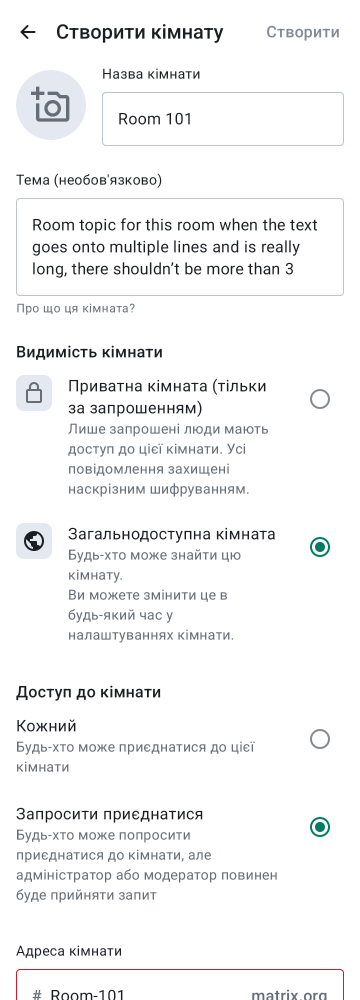 Створити кімнату
Створити
Назва кімнати
Room 101
Тема (необов'язково)
Room topic for this room when the text
goes onto multiple lines and is really
long, there shouldn’t be more than 3
Про що ця кімната?
Видимість кімнати
Приватна кімната (тільки
за запрошенням)
Лише запрошені люди мають
доступ до цієї кімнати. Усі
повідомлення захищені
наскрізним шифруванням.
Загальнодоступна кімната
Будь-хто може знайти цю
кімнату.
Ви можете змінити це в
будь-який час у
налаштуваннях кімнати.
Доступ до кімнати
Кожний
Будь-хто може приєднатися до цієї
кімнати
Запросити приєднатися
Будь-хто може попросити
приєднатися до кімнати, але
адміністратор або модератор повинен
буде прийняти запит
Адреса кімнати
# Room-101
matrix.org